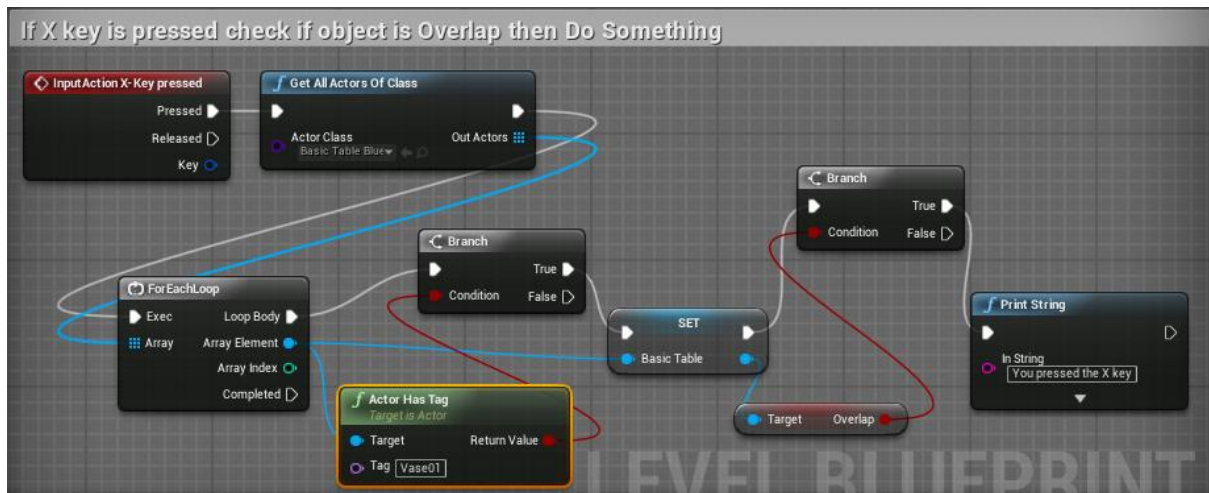 If X key is pressed check if object is Overlap then Do Something
InputAction X-Key pressed
Pressed
Released
Key
Get All Actors Of Class
Actor Class
Out Actors
Basic Table Blue
ForEachLoop
Exec
Loop Body
Array
Array Element
Array Index
Completed
Branch
True
Condition
False
Actor Has Tag
Target is Actor
Target
Return Value
Tag Vase01
SET
Basic Table
Target
Overlap
Branch
True
Condition
False
Print String
In String
You pressed the X key
LEVEL BLUEPRINT